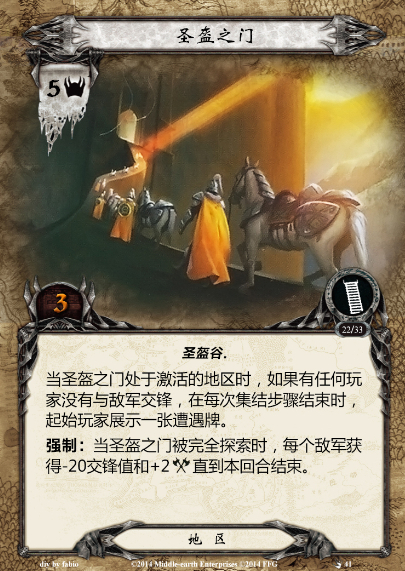 圣盔之门
5
3
22/33
圣盔谷.
当圣盔之门处于激活的地区时，如果有任何玩
家没有与敌军交锋，在每次集结步骤结束时，
起始玩家展示一张遭遇牌。
强制：当圣盔之门被完全探索时，每个敌军获
得-20交锋值和+2 直到本回合结束。
地 区
diy by fabio ©2014 Middle-earth Enterprises ©2014 FFG 41